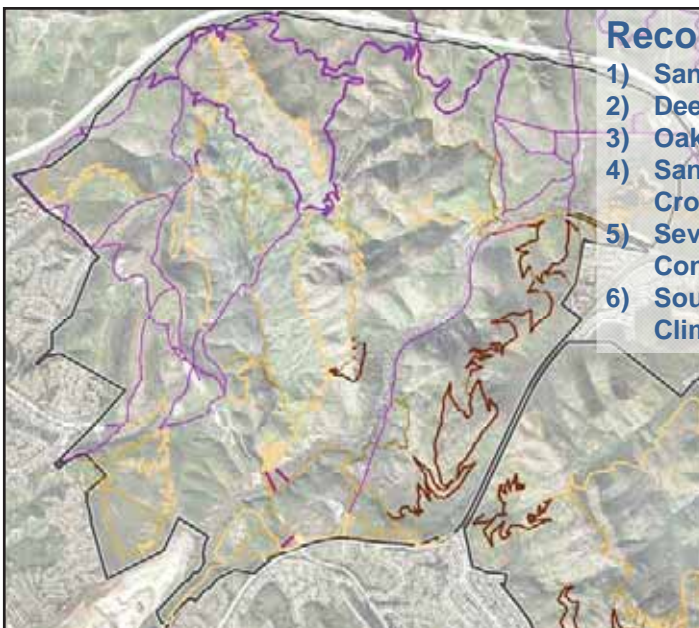 Reco
1) San
2) Dee
3) Oak
4) San
Cro
5) Sev
Con
6) Sou
Clin